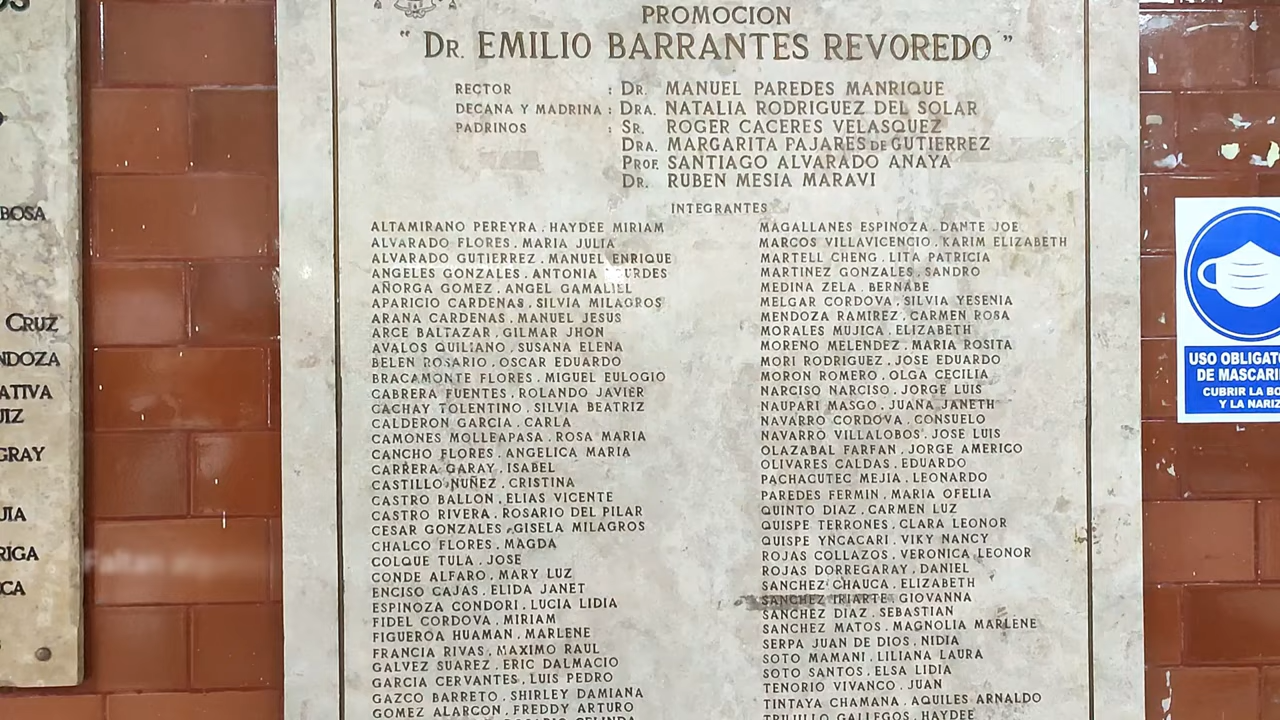 PROMOCION
" DR. EMILIO BARRANTES REVOREDO "
RECTOR : DR. MANUEL PAREDES MANRIQUE
DECANA Y MADRINA : DRA. NATALIA RODRIGUEZ DEL SOLAR
PADRINOS : SR. ROGER CACERES VELASQUEZ
DRA. MARGARITA PAJARES DE GUTIERREZ
PROF. SANTIAGO ALVARADO ANAYA
DR. RUBEN MESIA MARAVI
INTEGRANTES
ALTAMIRANO PEREYRA . HAYDEE MIRIAM
ALVARADO FLORES . MARIA JULIA
ALVARADO GUTIERREZ . MANUEL ENRIQUE
ANGELES GONZALES . ANTONIA
AÑORGA GOMEZ . ANGEL GAMALIEL
APARICIO CARDENAS . SILVIA MILAGROS
ARANA CARDENAS . MANUEL JESUS
ARCE BALTAZAR . GILMAR JHON
AVALOS QUILIANO . SUSANA ELENA
BELEN ROSARIO . OSCAR EDUARDO
BRACAMONTE FLORES . MIGUEL EULOGIO
CABRERA FUENTES . ROLANDO JAVIER
CACHAY TOLENTINO . SILVIA BEATRIZ
CALDERON GARCIA . CARLA
CAMONES MOLLEAPASA . ROSA MARIA
CANCHO FLORES . ANGELICA MARIA
CARRERA GARAY . ISABEL
CASTILLO NUÑEZ . CRISTINA
CASTRO BALLON . ELIAS VICENTE
CASTRO RIVERA . ROSARIO DEL PILAR
CESAR GONZALES . GISELA MILAGROS
CHALCO FLORES . MAGDA
COLQUE TULA . JOSE
CONDE ALFARO . MARY LUZ
ENCISO CAJAS . ELIDA JANET
ESPINOZA CONDORI . LUCIA LIDIA
FIDEL CORDOVA . MIRIAM
FIGUEROA HUAMAN . MARLENE
FRANCIA RIVAS . MAXIMO RAUL
GALVEZ SUAREZ . ERIC DALMACIO
GARCIA CERVANTES . LUIS PEDRO
GAZCO BARRETO . SHIRLEY DAMIANA
GOMEZ ALARCON . FREDDY ARTURO
MAGALLANES ESPINOZA . DANTE JOE
MARCOS VILLAVICENCIO . KARIM ELIZABETH
MARTELL CHENG . LITA PATRICIA
MARTINEZ GONZALES . SANDRO
MEDINA ZELA . BERNABE
MELGAR CORDOVA . SILVIA YESENIA
MENDOZA RAMIREZ . CARMEN ROSA
MORALES MUJICA . ELIZABETH
MORENO MELENDEZ . MARIA ROSITA
MORI RODRIGUEZ . JOSE EDUARDO
MORON ROMERO . OLGA CECILIA
NARCISO NARCISO . JORGE LUIS
NAUPARI MASGO . JUANA JANETH
NAVARRO CORDOVA . CONSUELO
NAVARRO VILLALOBOS . JOSE LUIS
OLAZABAL FARFAN . JORGE AMERICO
OLIVARES CALDAS . EDUARDO
PACHACUTEC MEJIA . LEONARDO
PAREDES FERMIN . MARIA OFELIA
QUINTO DIAZ . CARMEN LUZ
QUISPE TERRONES . CLARA LEONOR
QUISPE YNCACARI . VIKY NANCY
ROJAS COLLAZOS . VERONICA LEONOR
ROJAS DORREGARAY . DANIEL
SANCHEZ CHAUCA . ELIZABETH
SANCHEZ IRIARTE . GIOVANNA
SANCHEZ DIAZ . SEBASTIAN
SANCHEZ MATOS . MAGNOLIA MARLENE
SERPA JUAN DE DIOS . NIDIA
SOTO MAMANI . LILIANA LAURA
SOTO SANTOS . ELSA LIDIA
TENORIO VIVANCO . JUAN
TINTAYA CHAMANA . AQUILES ARNALDO
TRUJILLO GALLEGOS . HAYDEE
BOSA
CRUZ
NDOZA
ATIVA
UIZ
GRAY
UIA
RIGA
CA
USO OBLIGAT
DE MASCARI
CUBRIR LA BO
Y LA NARIZ
Faltan